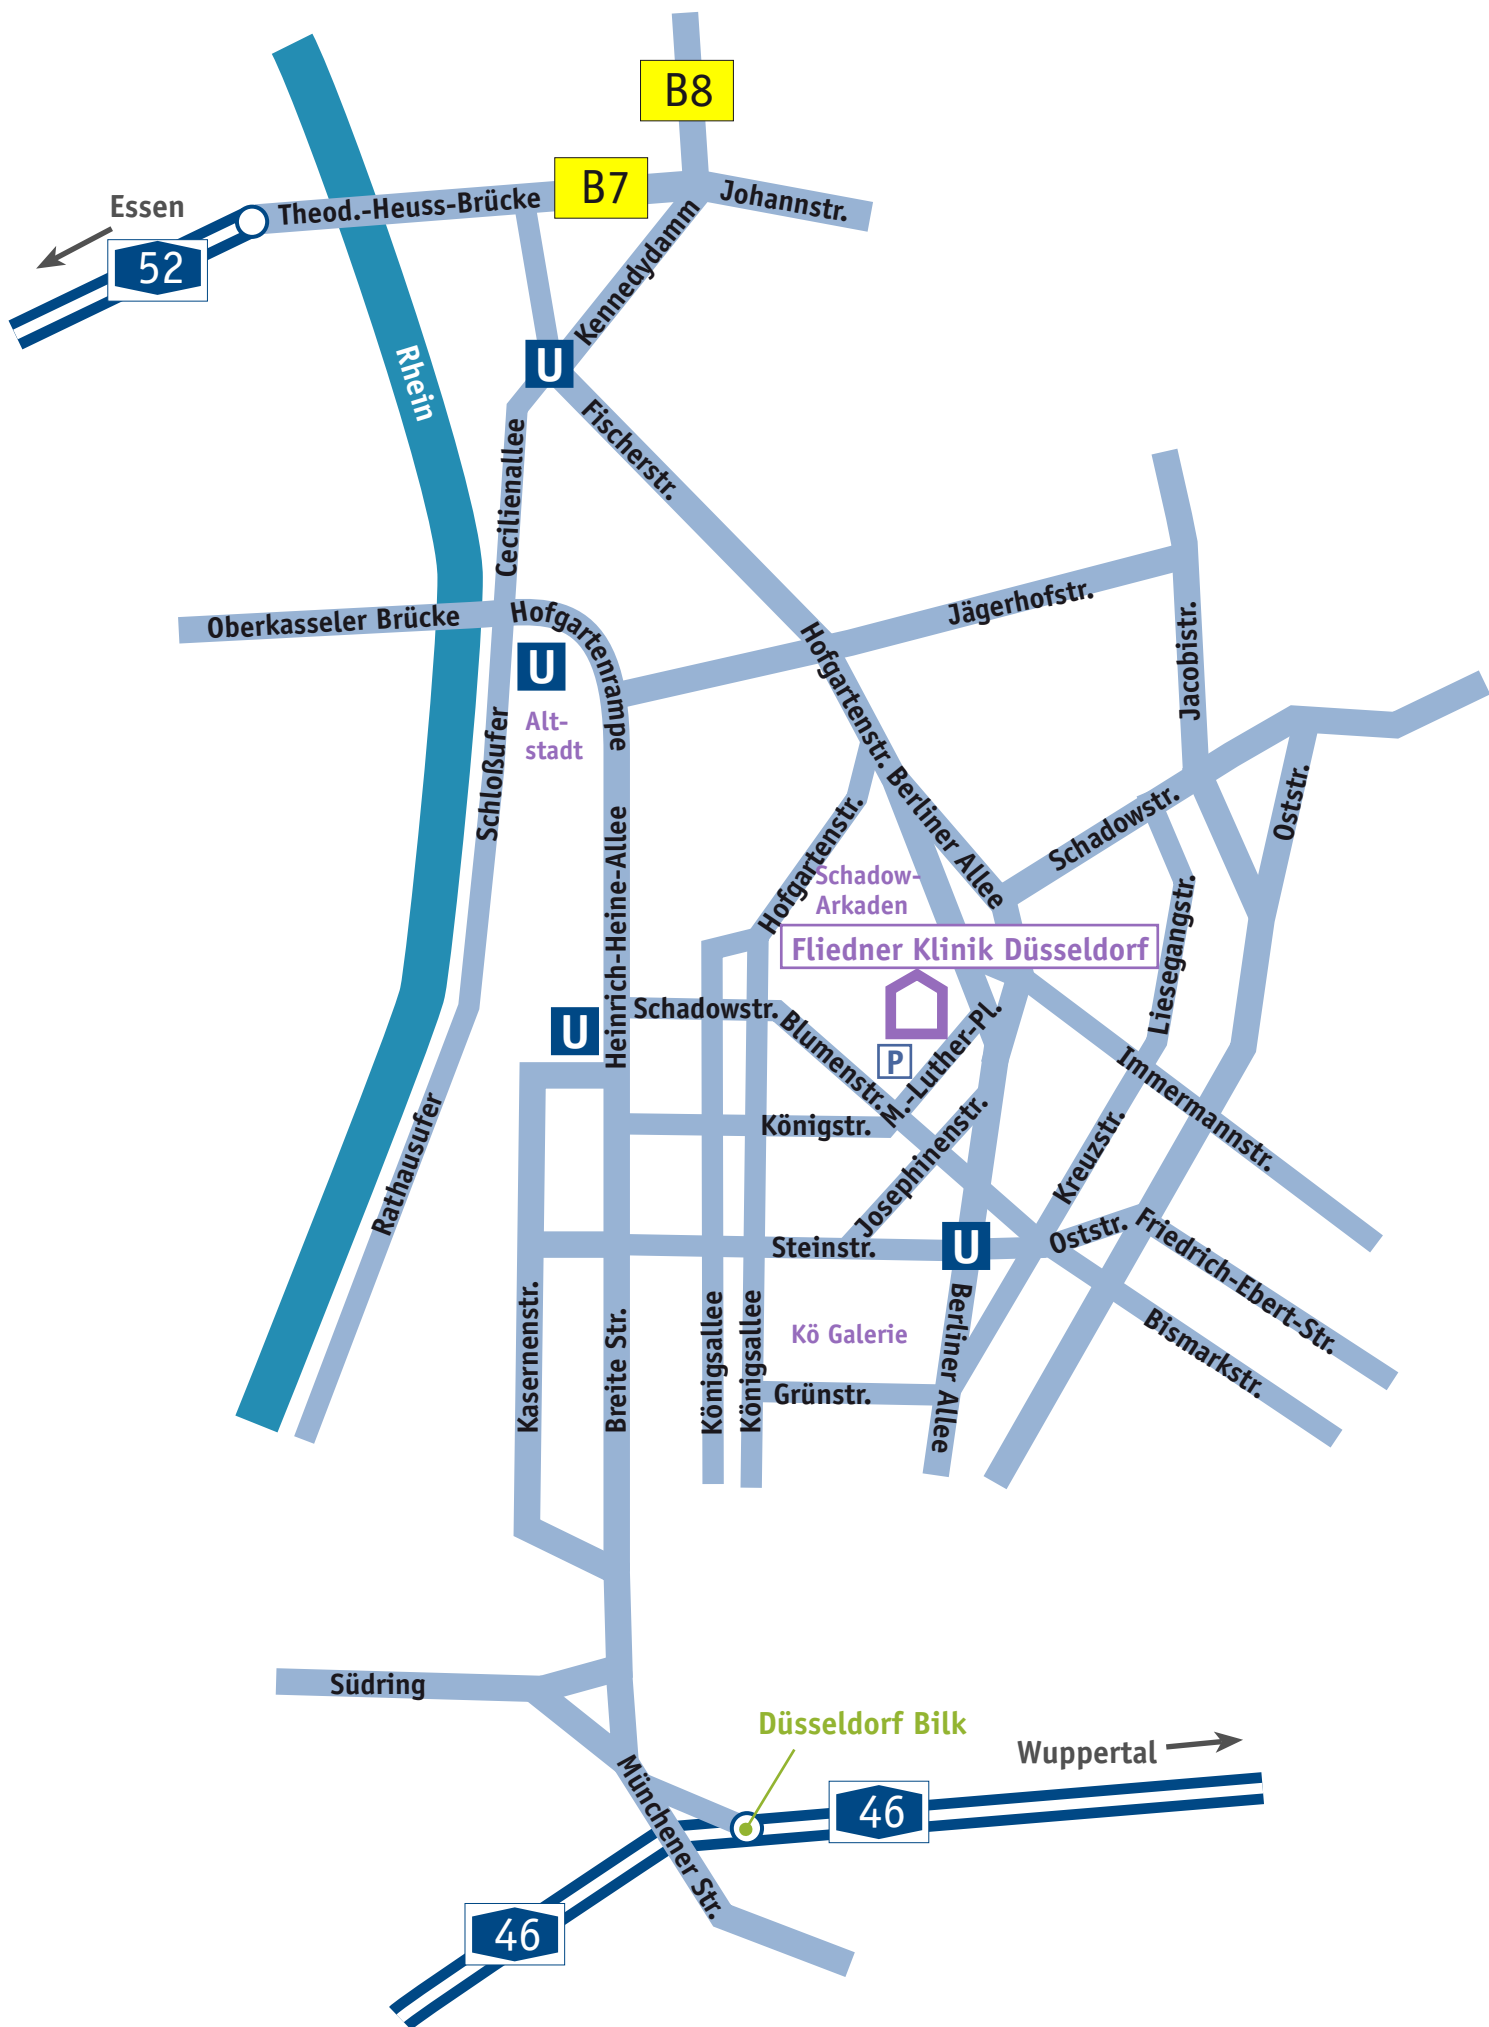 B8
B7
Essen
Theod.-Heuss-Brücke
Johannstr.
52
Kennedydamm
Rhein
U
Fischerstr.
Cecilienallee
Oberkasseler Brücke
Hofgartenrampe
Jägerhofstr.
Hofgartenstr.
Jacobistr.
U
Alt-
stadt
Schloßufer
Berliner Allee
Schadowstr.
Oststr.
Hofgartenstr.
Heinrich-Heine-Allee
Schadow-
Arkaden
Liesegangstr.
Fliedner Klinik Düsseldorf
U
Schadowstr.
Blumenstr.
P
M.-Luther-Pl.
Immermannstr.
Königstr.
Josephinenstr.
Kreuzstr.
Rathausufer
Steinstr.
U
Oststr.
Friedrich-Ebert-Str.
Kasernenstr.
Breite Str.
Königsallee
Königsallee
Kö Galerie
Berliner Allee
Bismarkstr.
Grünstr.
Südring
Düsseldorf Bilk
Wuppertal
Münchener Str.
46
46